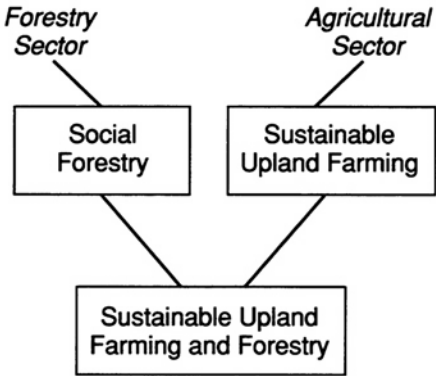 Forestry
Sector
Agricultural
Sector
Social
Forestry
Sustainable
Upland Farming
Sustainable Upland
Farming and Forestry